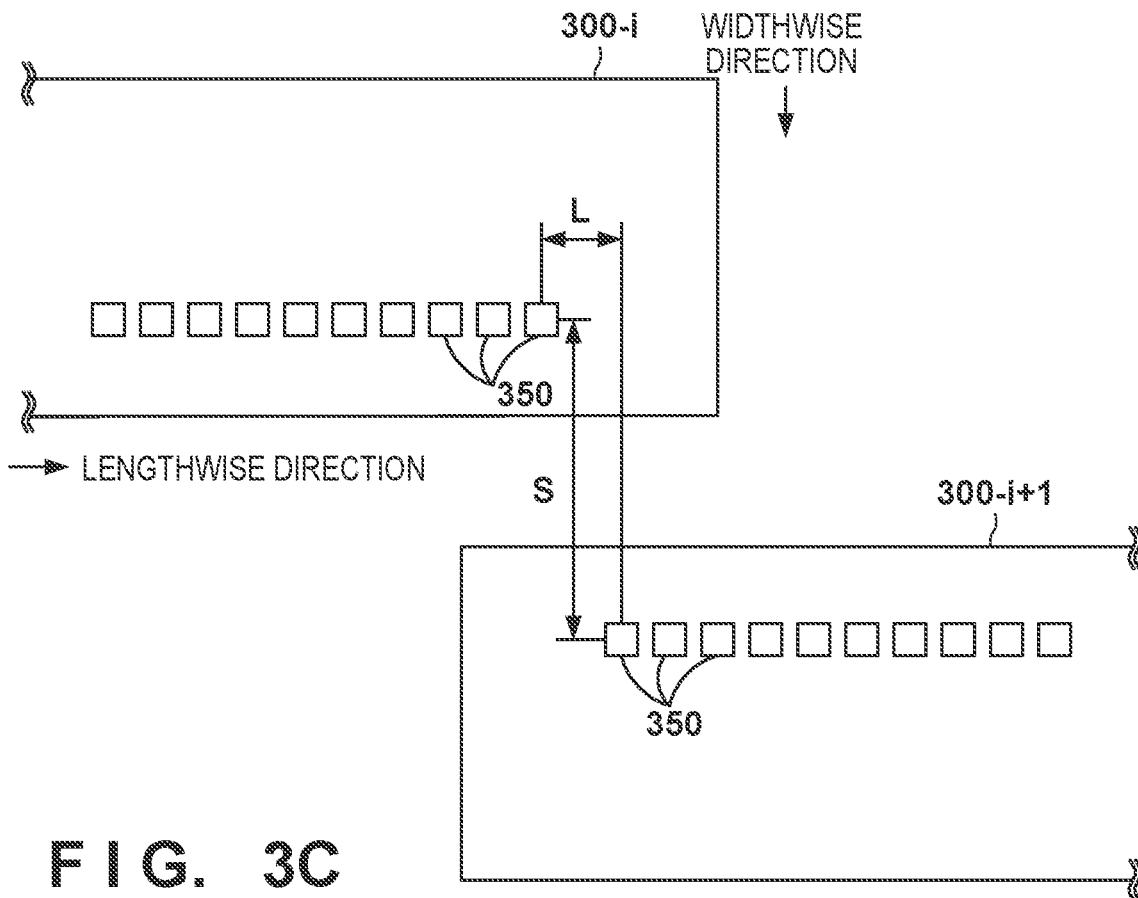 300-i
WIDTHWISE
DIRECTION
L
350
LENGTHWISE DIRECTION
S
300-i+1
350
FIG. 3C